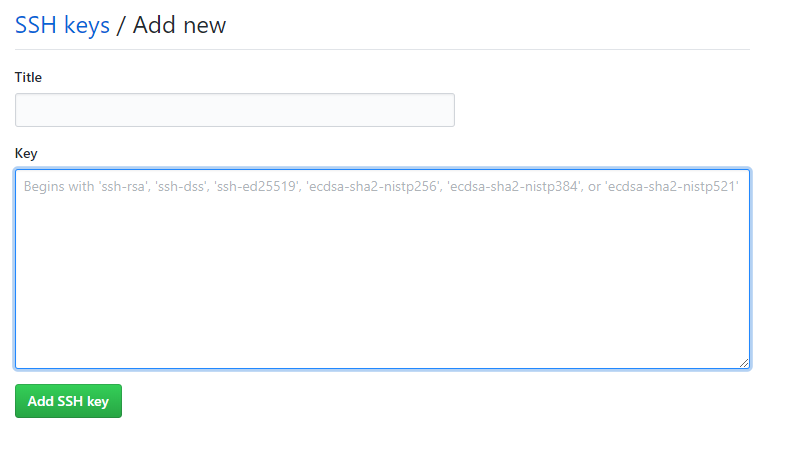 SSH keys / Add new
Title
Key
Begins with 'ssh-rsa', 'ssh-dss', 'ssh-ed25519', 'ecdsa-sha2-nistp256', 'ecdsa-sha2-nistp384', or 'ecdsa-sha2-nistp521'
Add SSH key